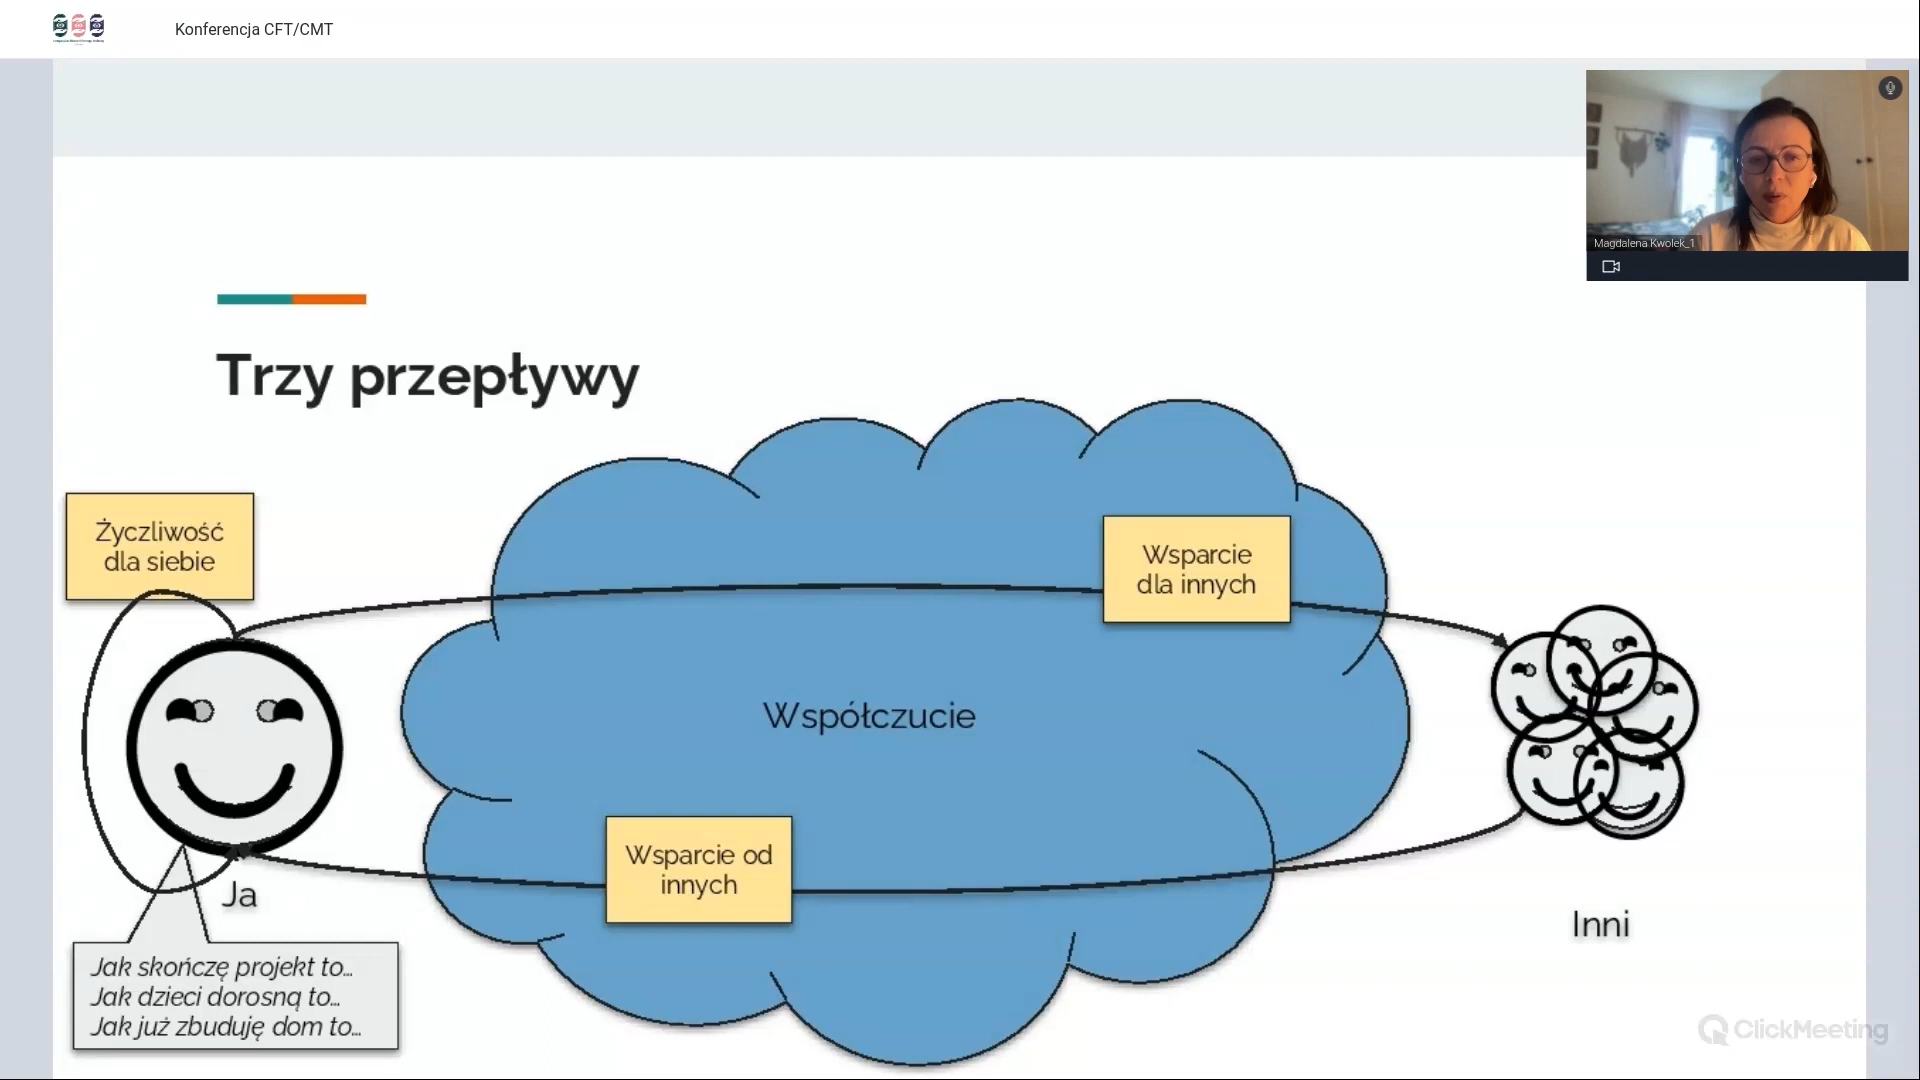 Konferencja CFT/CMT
Magdalena Kwolek_1
Trzy przepływy
Życzliwość
dla siebie
Wsparcie
dla innych
Współczucie
Wsparcie od
innych
Ja
Inni
Jak skończę projekt to...
Jak dzieci dorosną to...
Jak już zbuduję dom to...
ClickMeeting